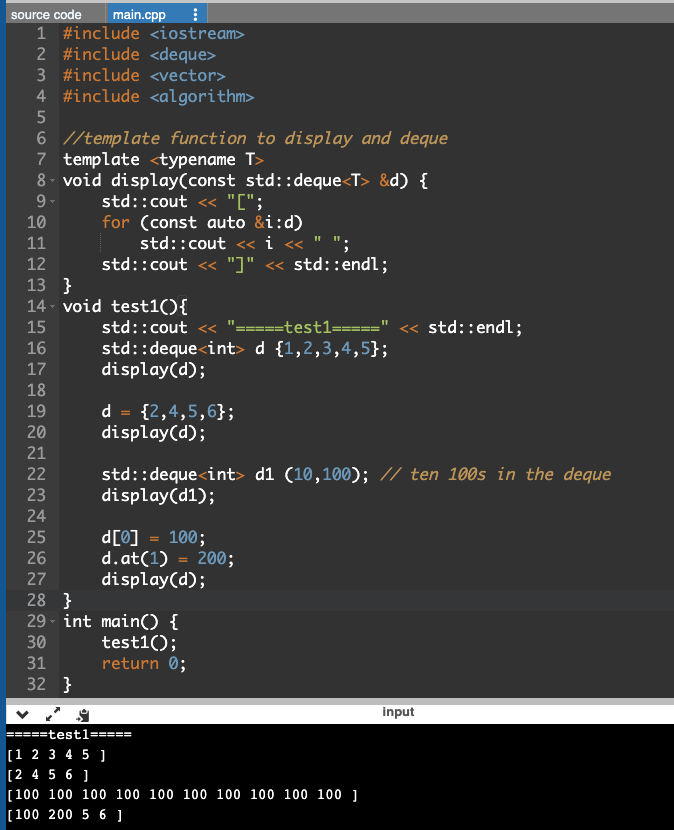 source code main.cpp
1 #include <iostream>
2 #include <deque>
3 #include <vector>
4 #include <algorithm>
5
6 //template function to display and deque
7 template <typename T>
8 void display(const std::deque<T> &d) {
9     std::cout << "[";
10     for (const auto &i:d)
11         std::cout << i << " ";
12     std::cout << "]" << std::endl;
13 }
14 void test1(){
15     std::cout << "=====test1=====" << std::endl;
16     std::deque<int> d {1,2,3,4,5};
17     display(d);
18
19     d = {2,4,5,6};
20     display(d);
21
22     std::deque<int> d1 (10,100); // ten 100s in the deque
23     display(d1);
24
25     d[0] = 100;
26     d.at(1) = 200;
27     display(d);
28 }
29 int main() {
30     test1();
31     return 0;
32 }
input
=====test1=====
[1 2 3 4 5 ]
[2 4 5 6 ]
[100 100 100 100 100 100 100 100 100 100 ]
[100 200 5 6 ]